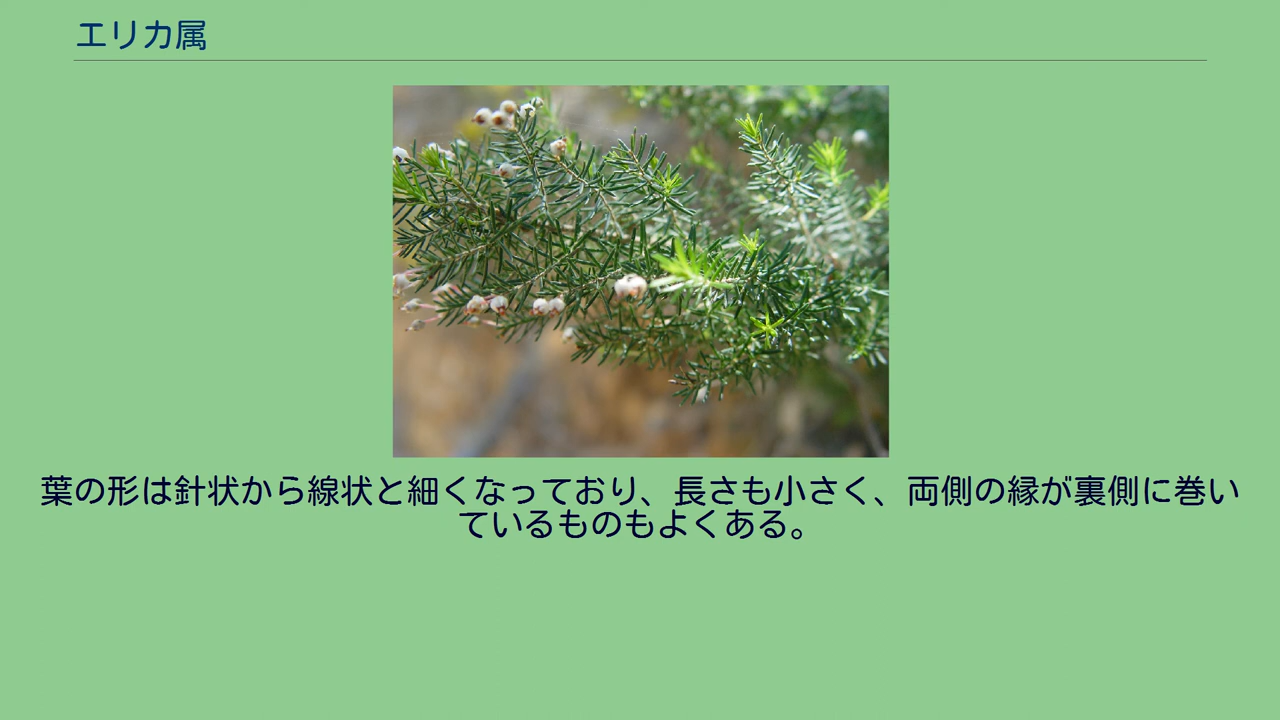 エリカ属
葉の形は針状から線状と細くなっており、長さも小さく、両側の縁が裏側に巻い
ているものもよくある。